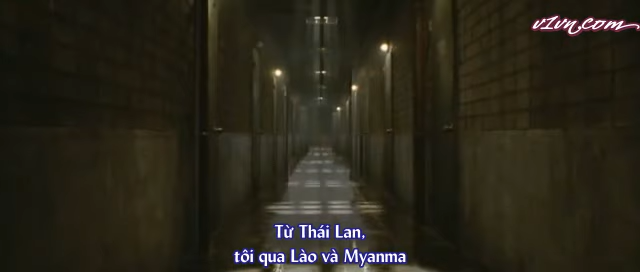 v1vn.com
Từ Thái Lan,
tôi qua Lào và Myanma